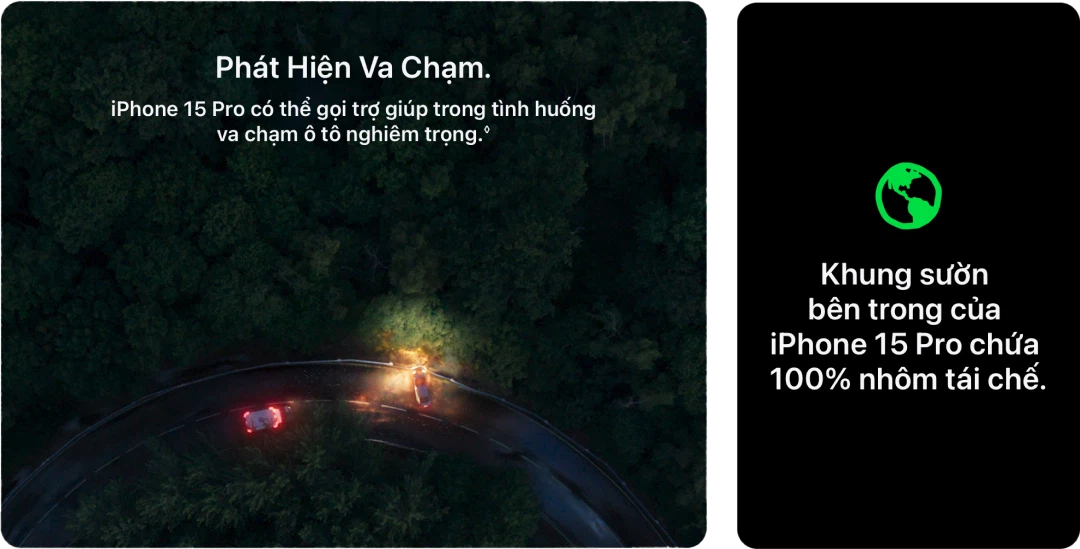 Phát Hiện Va Chạm.
iPhone 15 Pro có thể gọi trợ giúp trong tình huống
va chạm ô tô nghiêm trọng.◊
Khung sườn
bên trong của
iPhone 15 Pro chứa
100% nhôm tái chế.